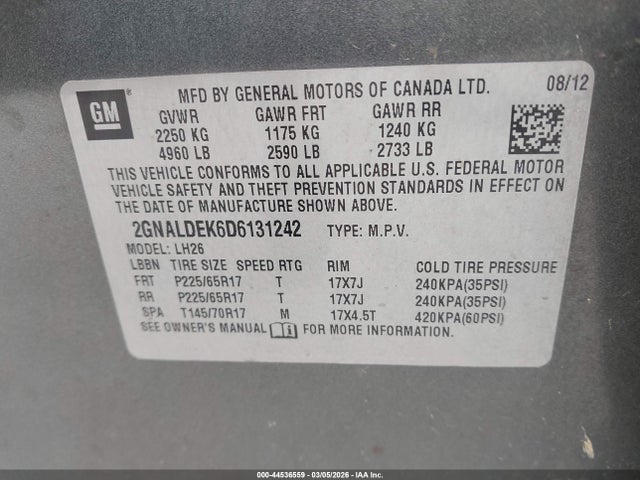 GM
MFD BY GENERAL MOTORS OF CANADA LTD. 08/12
GVWR GAWR FRT GAWR RR
2250 KG 1175 KG 1240 KG
4960 LB 2590 LB 2733 LB
THIS VEHICLE CONFORMS TO ALL APPLICABLE U.S. FEDERAL MOTOR
VEHICLE SAFETY AND THEFT PREVENTION STANDARDS IN EFFECT ON
THE DATE OF MANUFACTURE SHOWN ABOVE.
2GNALDEK6D6131242 TYPE: M.P.V.
MODEL: LH26
LBBN TIRE SIZE SPEED RTG RIM COLD TIRE PRESSURE
FRT P225/65R17 T 17X7J 240KPA(35PSI)
RR P225/65R17 T 17X7J 240KPA(35PSI)
SPA T145/70R17 M 17X4.5T 420KPA(60PSI)
SEE OWNER'S MANUAL FOR MORE INFORMATION.
000-44536559 — 03/05/2026 — IAA Inc.